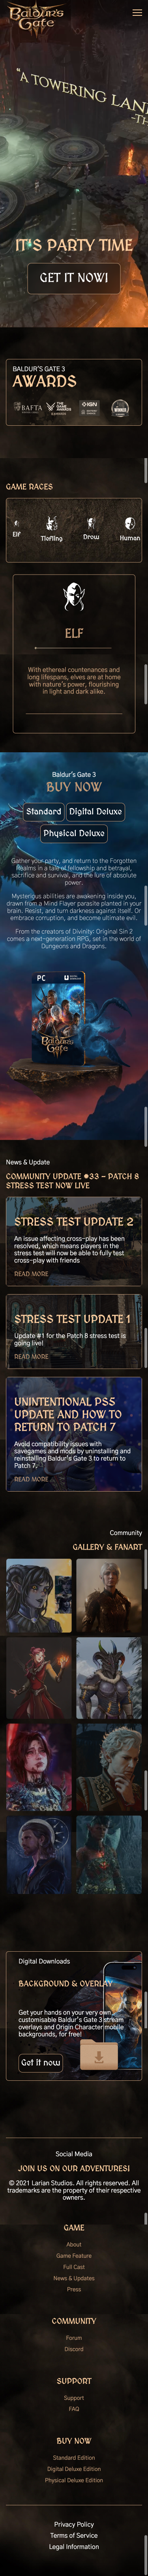 BALDUR'S
GATE
"A TOWERING LAND
-TH
IT'S PARTY TIME
GET IT NOW!
BALDUR'S GATE 3
AWARDS
BAFTA
THE GAME AWARDS
IGN
WINNER
GAME RACES
Elf
Tiefling
Drow
Human
ELF
With ethereal countenances and
long lifespans, elves are at home
with nature's power, flourishing
in light and dark alike.
Baldur's Gate 3
BUY NOW
Standard
Digital Deluxe
Physical Deluxe
Gather your party, and return to the Forgotten
Realms in a tale of fellowship and betrayal,
sacrifice and survival, and the lure of absolute
power.
Mysterious abilities are awakening inside you,
drawn from a Mind Flayer parasite planted in your
brain. Resist, and turn darkness against itself. Or
embrace corruption, and become ultimate evil.
From the creators of Divinity: Original Sin 2
comes a next-generation RPG, set in the world of
Dungeons and Dragons.
PC
BALDUR'S
GATE
News & Update
COMMUNITY UPDATE #33 – PATCH 8
STRESS TEST NOW LIVE
STRESS TEST UPDATE 2
An issue affecting cross-play has been
resolved, which means players in the
stress test will now be able to fully try
cross-play with friends
READ MORE
STRESS TEST UPDATE 1
Update #1 for the Patch 8 stress test is
going live!
READ MORE
UNINTENTIONAL PS5
UPDATE AND HOW TO
RETURN TO PATCH 7
Avoid compatibility issues with
savegames and mods by uninstalling and
reinstalling Baldur's Gate 3 to return to
Patch 7.
READ MORE
Community
GALLERY & FANART
Digital Downloads
BACKGROUND & OVERLAY
Get your hands on your very own
customisable Baldur's Gate 3 stream
overlays and Origin Character mobile
backgrounds, for free!
Get it now
Social Media
JOIN US ON OUR ADVENTURES!
© 2021 Larian Studios. All rights reserved. All
trademarks are the property of their respective
owners.
GAME
About
Game Feature
Full Cast
News & Updates
Press
COMMUNITY
Forum
Discord
SUPPORT
Support
FAQ
BUY NOW
Standard Edition
Digital Deluxe Edition
Physical Deluxe Edition
Privacy Policy
Terms of Service
Legal Information